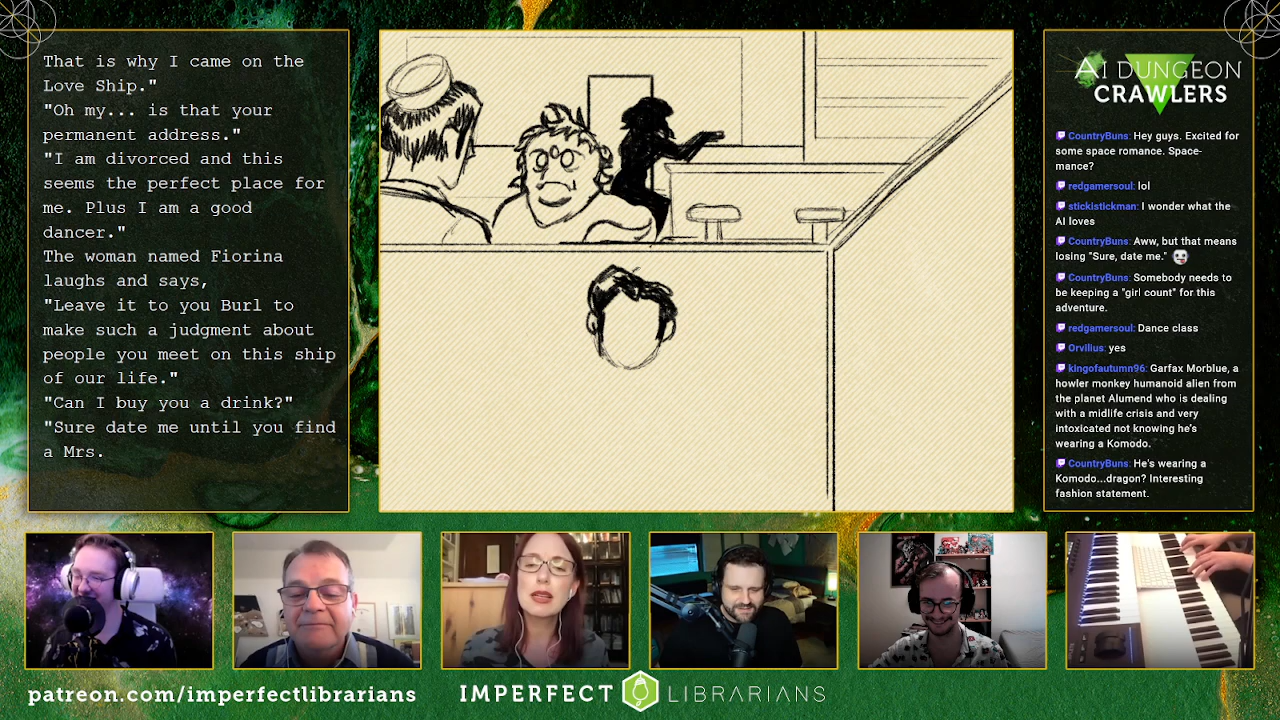 That is why I came on the
Love Ship."
"Oh my... is that your
permanent address."
"I am divorced and this
seems the perfect place for
me. Plus I am a good
dancer."
The woman named Fiorina
laughs and says,
"Leave it to you Burl to
make such a judgment about
people you meet on this ship
of our life."
"Can I buy you a drink?"
"Sure date me until you find
a Mrs.
AI DUNGEON
CRAWLERS
CountryBuns: Hey guys. Excited for
some space romance. Space-
mance?
redgamersoul: lol
stickistickman: I wonder what the
AI loves
CountryBuns: Aww, but that means
losing "Sure, date me."
CountryBuns: Somebody needs to
be keeping a "girl count" for this
adventure.
redgamersoul: Dance class
Orvilius: yes
kingofautumn96: Garfax Morblue, a
howler monkey humanoid alien from
the planet Alumend who is dealing
with a midlife crisis and very
intoxicated not knowing he's
wearing a Komodo.
CountryBuns: He's wearing a
Komodo...dragon? Interesting
fashion statement.
patreon.com/imperfectlibrarians
IMPERFECT LIBRARIANS